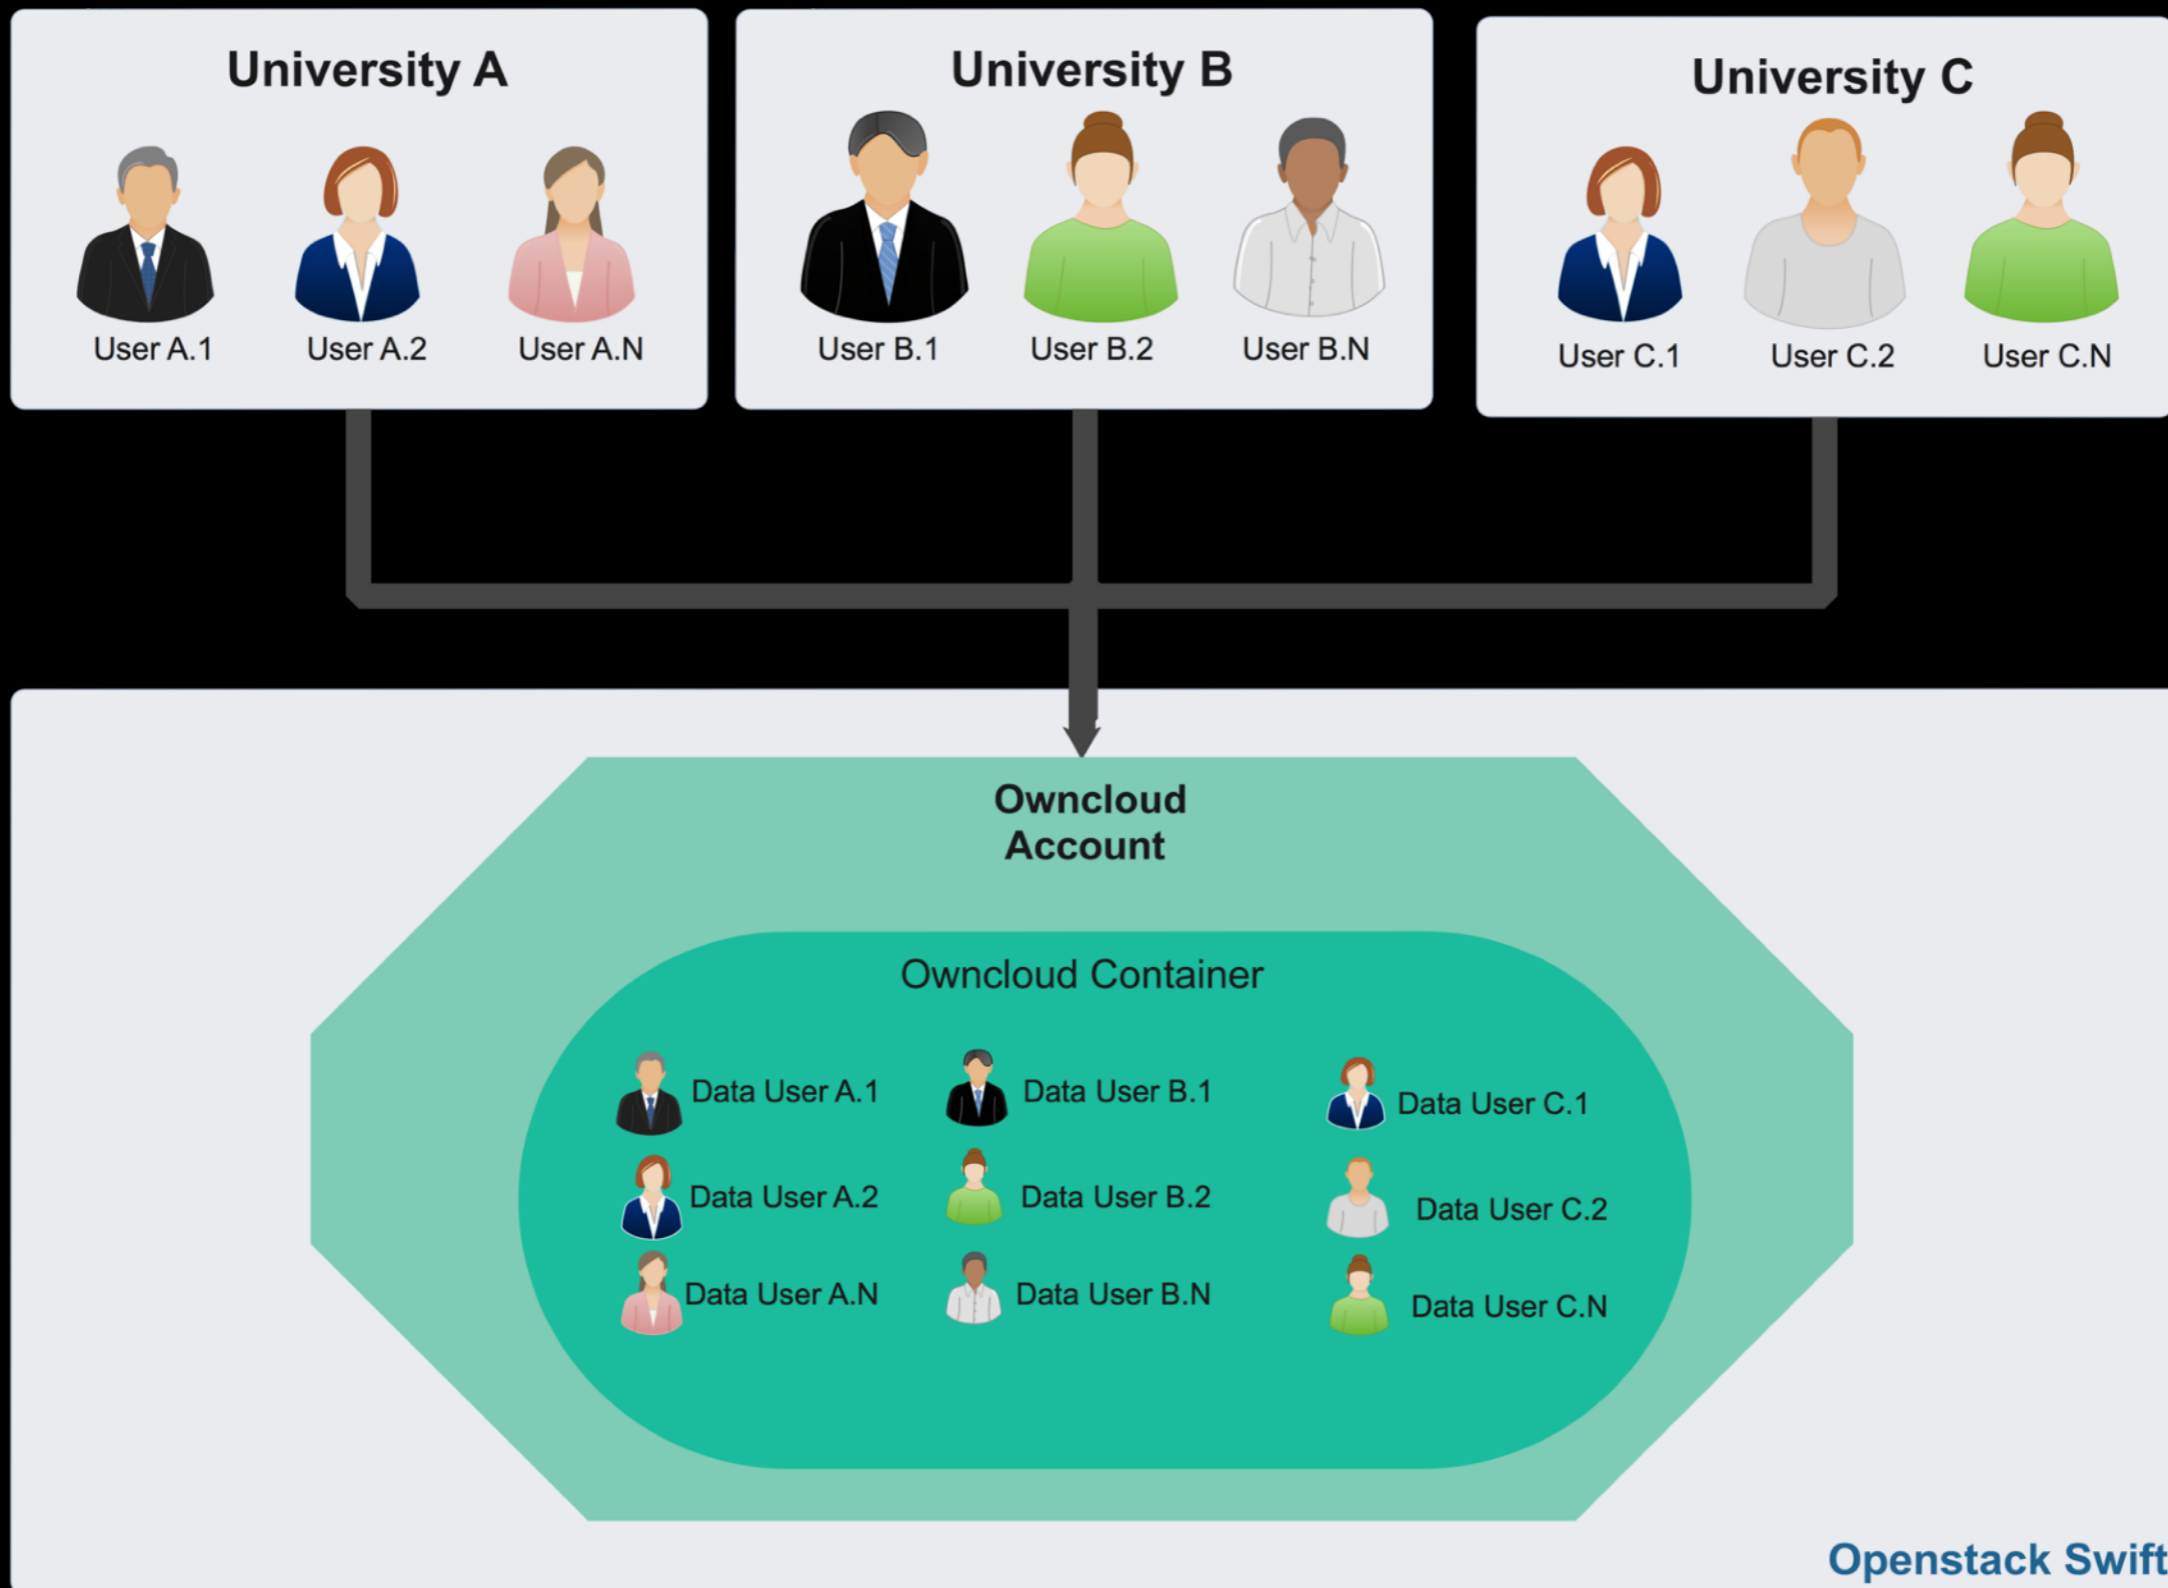 University A
User A.1
User A.2
User A.N
University B
User B.1
User B.2
User B.N
University C
User C.1
User C.2
User C.N
Owncloud
Account
Owncloud Container
Data User A.1
Data User B.1
Data User C.1
Data User A.2
Data User B.2
Data User C.2
Data User A.N
Data User B.N
Data User C.N
Openstack Swift